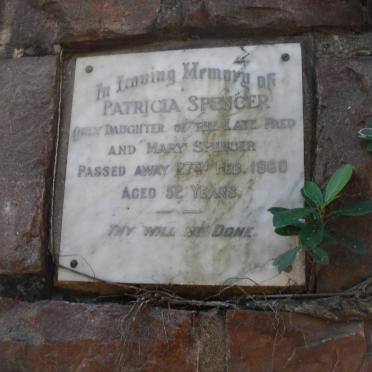 In Loving Memory of
PATRICIA SPENCER
ONLY DAUGHTER OF THE LATE FRED
AND MARY SPENCER
PASSED AWAY 27TH FEB. 1960
AGED 52 YEARS.
THY WILL BE DONE.